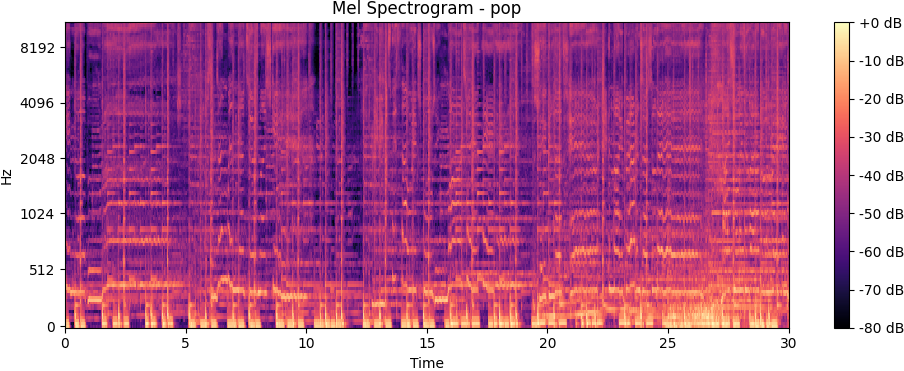 Mel Spectrogram - pop
8192
4096
2048
1024
512
0
Hz
0 5 10 15 20 25 30
Time
+0 dB
-10 dB
-20 dB
-30 dB
-40 dB
-50 dB
-60 dB
-70 dB
-80 dB